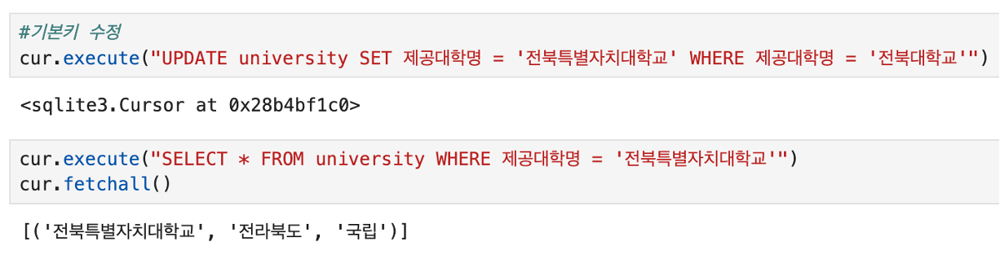 #기본키 수정
cur.execute("UPDATE university SET 제공대학명 = '전북특별자치대학교' WHERE 제공대학명 = '전북대학교'")
<sqlite3.Cursor at 0x28b4bf1c0>
cur.execute("SELECT * FROM university WHERE 제공대학명 = '전북특별자치대학교'")
cur.fetchall()
[('전북특별자치대학교', '전라북도', '국립')]